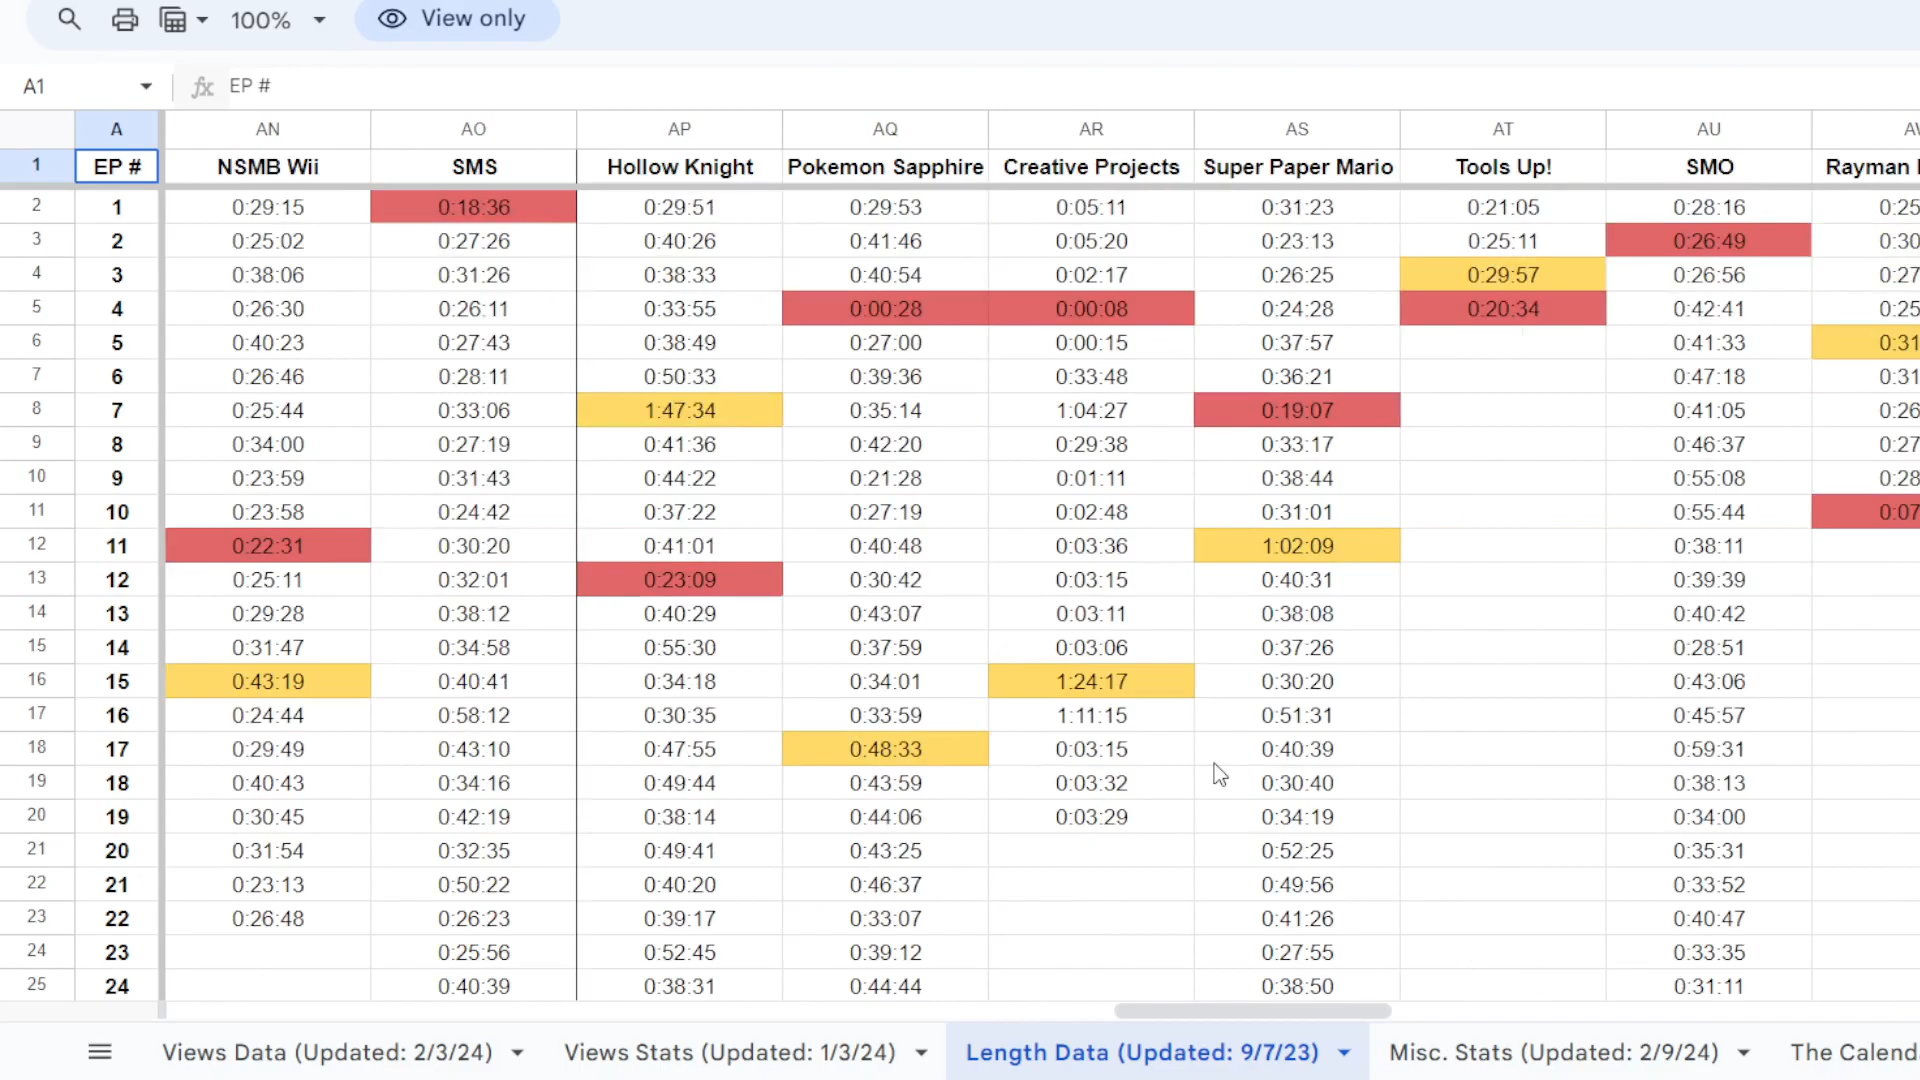 100% View only
A1 fx EP #
A AN AO AP AQ AR AS AT AU
1 EP # NSMB Wii SMS Hollow Knight Pokemon Sapphire Creative Projects Super Paper Mario Tools Up! SMO Rayman
2 1 0:29:15 0:18:36 0:29:51 0:29:53 0:05:11 0:31:23 0:21:05 0:28:16 0:25
3 2 0:25:02 0:27:26 0:40:26 0:41:46 0:05:20 0:23:13 0:25:11 0:26:49 0:30
4 3 0:38:06 0:31:26 0:38:33 0:40:54 0:02:17 0:26:25 0:29:57 0:26:56 0:27
5 4 0:26:30 0:26:11 0:33:55 0:00:28 0:00:08 0:24:28 0:20:34 0:42:41 0:25
6 5 0:40:23 0:27:43 0:38:49 0:27:00 0:00:15 0:37:57 0:41:33 0:31
7 6 0:26:46 0:28:11 0:50:33 0:39:36 0:33:48 0:36:21 0:47:18 0:31
8 7 0:25:44 0:33:06 1:47:34 0:35:14 1:04:27 0:19:07 0:41:05 0:26
9 8 0:34:00 0:27:19 0:41:36 0:42:20 0:29:38 0:33:17 0:46:37 0:27
10 9 0:23:59 0:31:43 0:44:22 0:21:28 0:01:11 0:38:44 0:55:08 0:28
11 10 0:23:58 0:24:42 0:37:22 0:27:19 0:02:48 0:31:01 0:55:44 0:07
12 11 0:22:31 0:30:20 0:41:01 0:40:48 0:03:36 1:02:09 0:38:11
13 12 0:25:11 0:32:01 0:23:09 0:30:42 0:03:15 0:40:31 0:39:39
14 13 0:29:28 0:38:12 0:40:29 0:43:07 0:03:11 0:38:08 0:40:42
15 14 0:31:47 0:34:58 0:55:30 0:37:59 0:03:06 0:37:26 0:28:51
16 15 0:43:19 0:40:41 0:34:18 0:34:01 1:24:17 0:30:20 0:43:06
17 16 0:24:44 0:58:12 0:30:35 0:33:59 1:11:15 0:51:31 0:45:57
18 17 0:29:49 0:43:10 0:47:55 0:48:33 0:03:15 0:40:39 0:59:31
19 18 0:40:43 0:34:16 0:49:44 0:43:59 0:03:32 0:30:40 0:38:13
20 19 0:30:45 0:42:19 0:38:14 0:44:06 0:03:29 0:34:19 0:34:00
21 20 0:31:54 0:32:35 0:49:41 0:43:25 0:52:25 0:35:31
22 21 0:23:13 0:50:22 0:40:20 0:46:37 0:49:56 0:33:52
23 22 0:26:48 0:26:23 0:39:17 0:33:07 0:41:26 0:40:47
24 23 0:25:56 0:52:45 0:39:12 0:27:55 0:33:35
25 24 0:40:39 0:38:31 0:44:44 0:38:50 0:31:11
Views Data (Updated: 2/3/24) Views Stats (Updated: 1/3/24) Length Data (Updated: 9/7/23) Misc. Stats (Updated: 2/9/24) The Calend